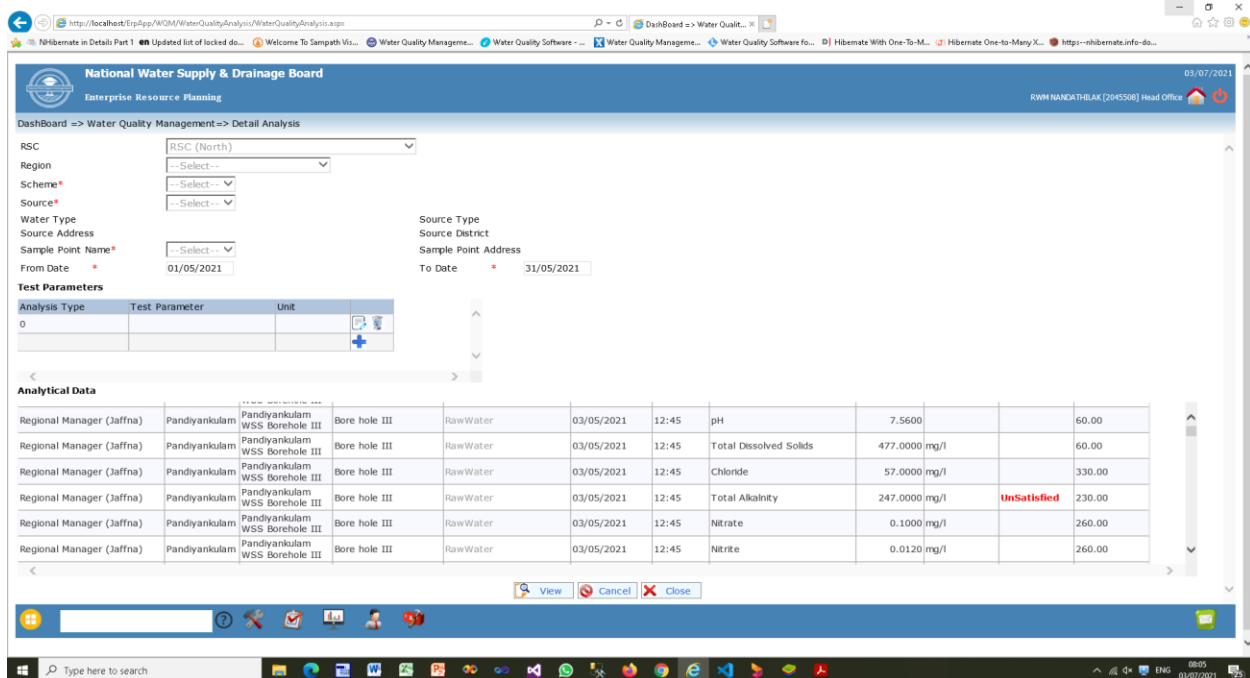 http://localhost/ErpApp/WQM/WaterQualityAnalysis/WaterQualityAnalysis.aspx
DashBoard => Water Qualit...
NHibernate in Details Part 1 en Updated list of locked do... Welcome To Sampath Vis... Water Quality Manageme... Water Quality Software - ... Water Quality Manageme... Water Quality Software fo... Hibernate With One-To-M... Hibernate One-to-Many X... https--nhibernate.info-do...
National Water Supply & Drainage Board 03/07/2021
Enterprise Resource Planning RWM NANDATHILAK [2045508] Head Office
DashBoard => Water Quality Management=> Detail Analysis
RSC RSC (North)
Region --Select--
Scheme* --Select--
Source* --Select--
Water Type Source Type
Source Address Source District
Sample Point Name* --Select-- Sample Point Address
From Date * 01/05/2021 To Date * 31/05/2021
Test Parameters
Analysis Type Test Parameter Unit
0
Analytical Data
Regional Manager (Jaffna) Pandiyankulam Pandiyankulam WSS Borehole III Bore hole III RawWater 03/05/2021 12:45 pH 7.5600 60.00
Regional Manager (Jaffna) Pandiyankulam Pandiyankulam WSS Borehole III Bore hole III RawWater 03/05/2021 12:45 Total Dissolved Solids 477.0000 mg/l 60.00
Regional Manager (Jaffna) Pandiyankulam Pandiyankulam WSS Borehole III Bore hole III RawWater 03/05/2021 12:45 Chloride 57.0000 mg/l 330.00
Regional Manager (Jaffna) Pandiyankulam Pandiyankulam WSS Borehole III Bore hole III RawWater 03/05/2021 12:45 Total Alkalnity 247.0000 mg/l UnSatisfied 230.00
Regional Manager (Jaffna) Pandiyankulam Pandiyankulam WSS Borehole III Bore hole III RawWater 03/05/2021 12:45 Nitrate 0.1000 mg/l 260.00
Regional Manager (Jaffna) Pandiyankulam Pandiyankulam WSS Borehole III Bore hole III RawWater 03/05/2021 12:45 Nitrite 0.0120 mg/l 260.00
View Cancel Close
Type here to search ENG 08:05
03/07/2021